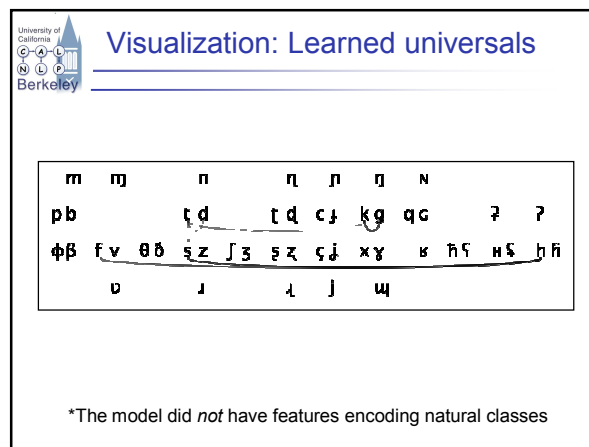 University of
California
C A L
N L P
Berkeley
Visualization: Learned universals
m ɱ n ɳ ɲ ŋ ɴ
p b t d ʈ ɖ c ɟ k g q ɢ ʡ ʔ
ɸ β f v θ ð s z ʃ ʒ ʂ ʐ ç ʝ x ɣ ʁ ħ ʕ ʜ ʢ h ɦ
ʋ ɹ ɻ j ɰ
*The model did not have features encoding natural classes